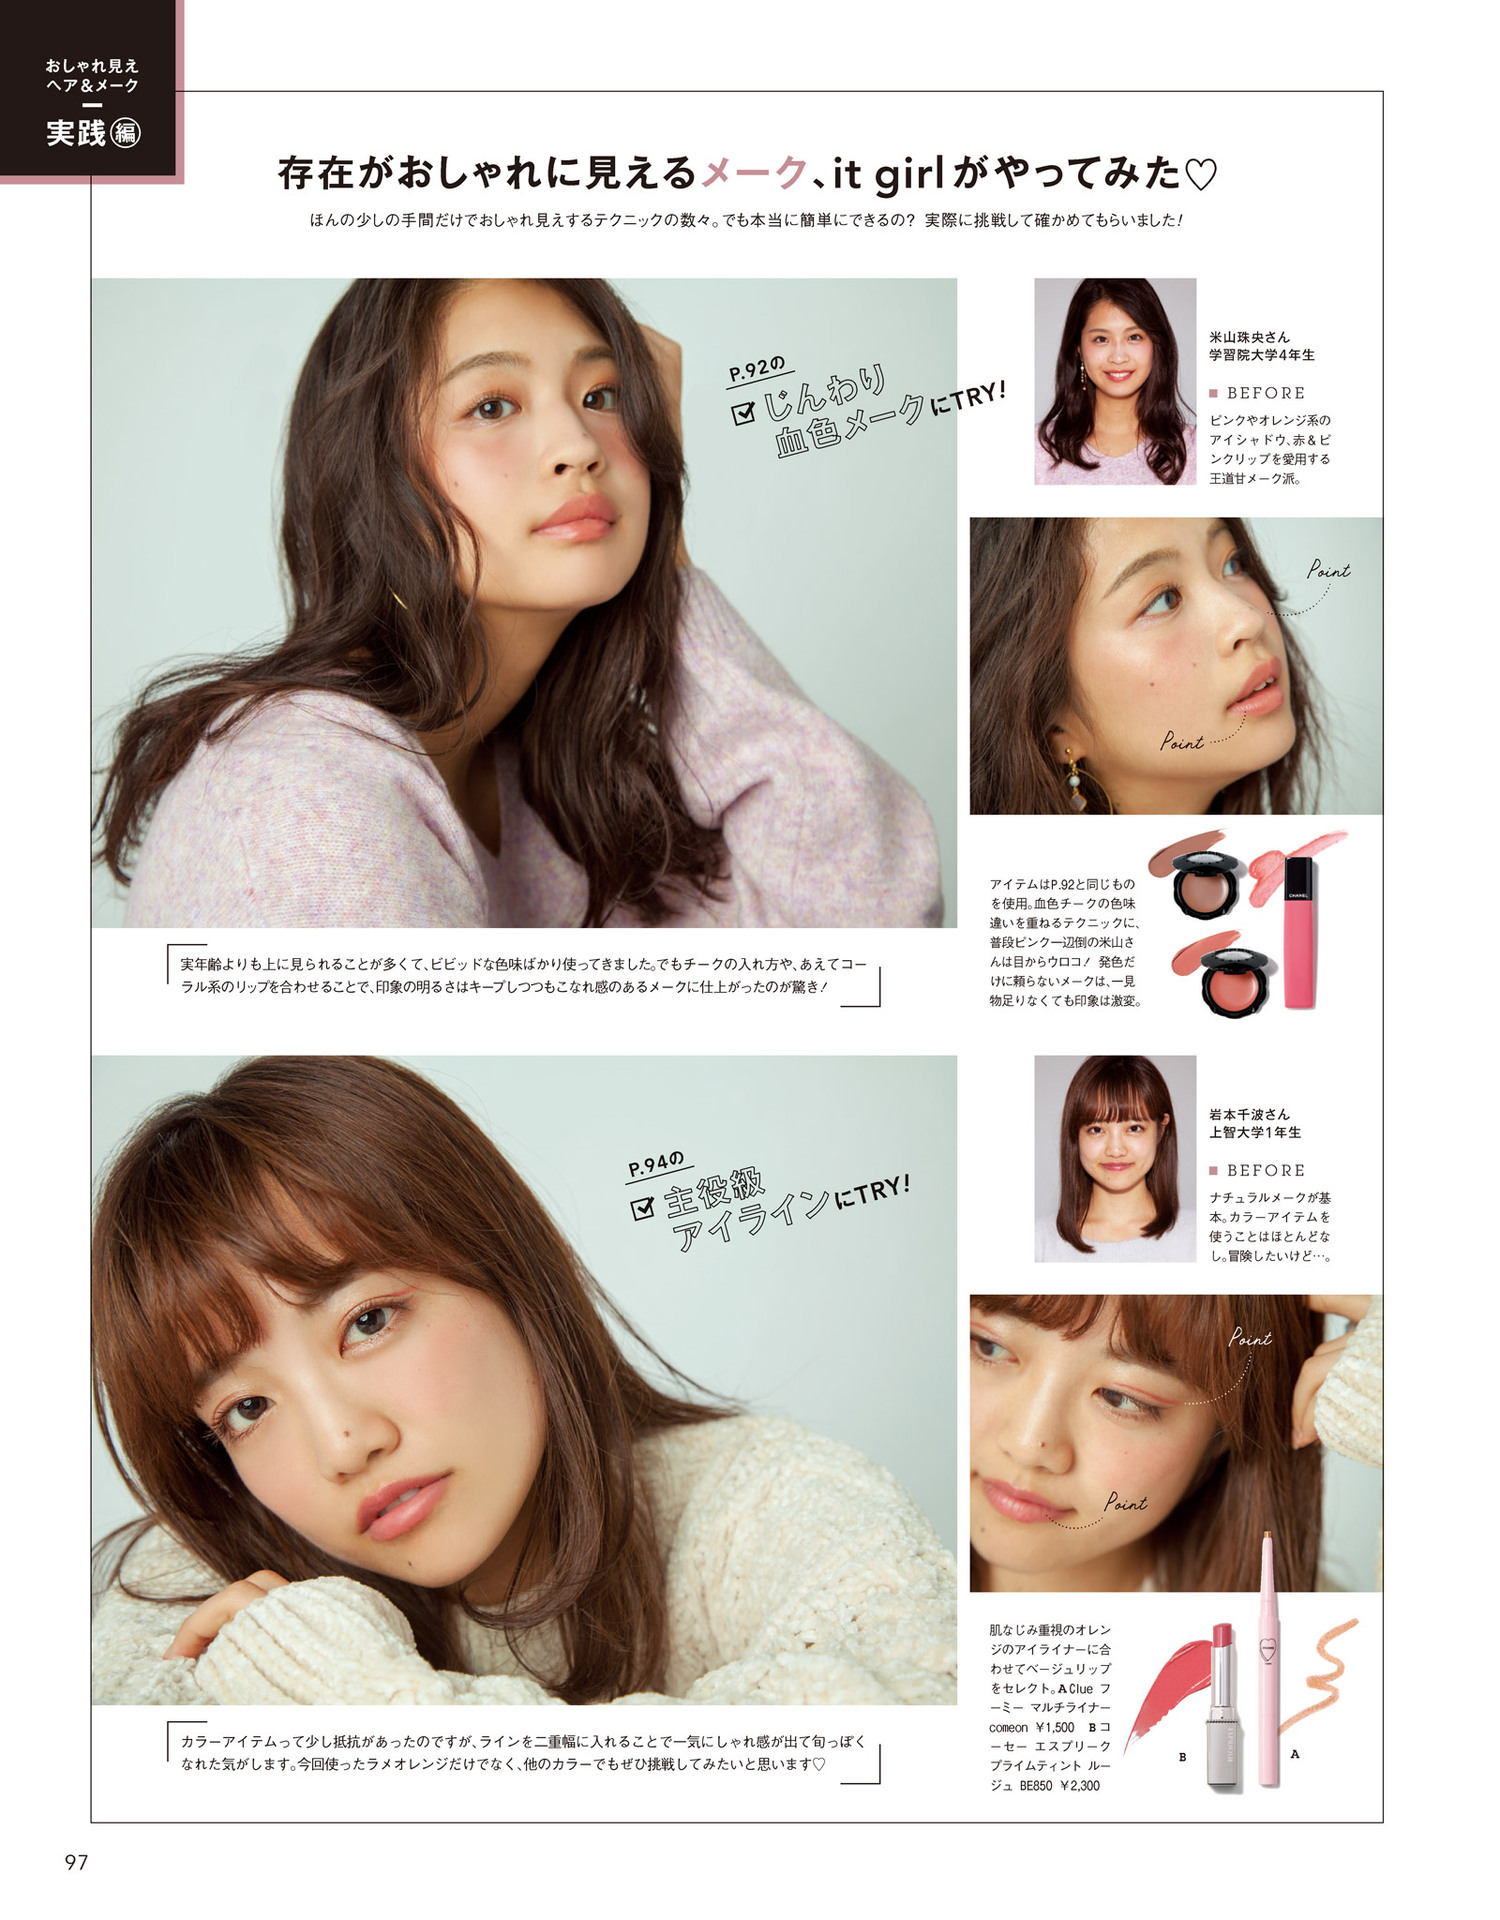 おしゃれ見え
ヘア&メーク
実践編
存在がおしゃれに見えるメーク、it girlがやってみた♡
ほんの少しの手間だけでおしゃれ見えするテクニックの数々。でも本当に簡単にできるの? 実際に挑戦して確かめてもらいました!
P.92の
じんわり
血色メークにTRY!
米山珠央さん
学習院大学4年生
BEFORE
ピンクやオレンジ系の
アイシャドウ、赤&ピ
ンクリップを愛用する
王道甘メーク派。
Point
Point
アイテムはP.92と同じもの
を使用。血色チークの色味
違いを重ねるテクニックに、
普段ピンク一辺倒の米山さ
んは目からウロコ! 発色だ
けに頼らないメークは、一見
物足りなくても印象は激変。
CHANEL
実年齢よりも上に見られることが多くて、ビビッドな色味ばかり使ってきました。でもチークの入れ方や、あえてコー
ラル系のリップを合わせることで、印象の明るさはキープしつつもこなれ感のあるメークに仕上がったのが驚き!
P.94の
主役級
アイラインにTRY!
岩本千波さん
上智大学1年生
BEFORE
ナチュラルメークが基
本。カラーアイテムを
使うことはほとんどな
し。冒険したいけど…。
Point
Point
肌なじみ重視のオレン
ジのアイライナーに合
わせてベージュリップ
をセレクト。A Clue フ
ーミー マルチライナー
comeon ¥1,500 B コ
ーセー エスプリーク
プライムティント ルー
ジュ BE850 ¥2,300
B
A
カラーアイテムって少し抵抗があったのですが、ラインを二重幅に入れることで一気にしゃれ感が出て旬っぽく
なれた気がします。今回使ったラメオレンジだけでなく、他のカラーでもぜひ挑戦してみたいと思います♡
97